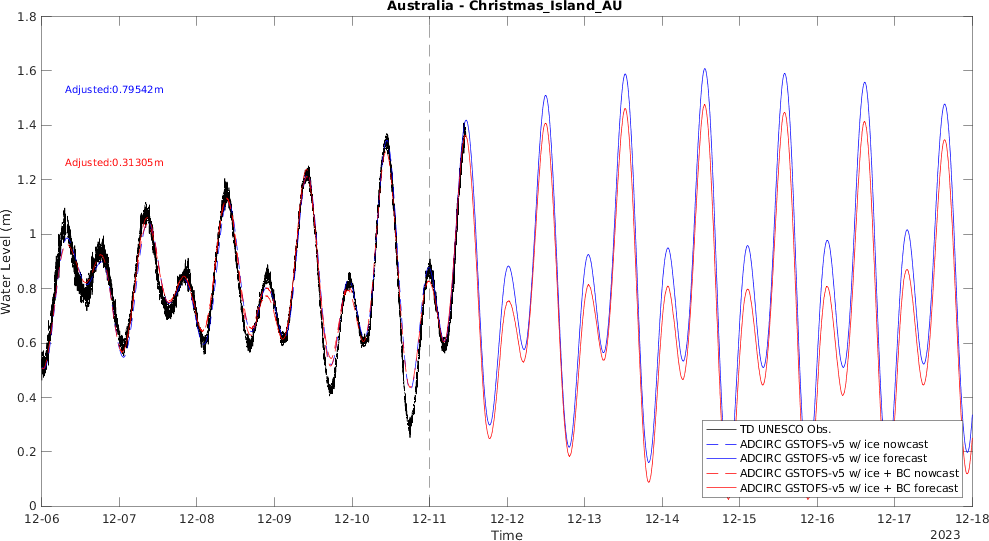 Australia - Christmas_Island_AU
1.8
1.6
1.4
1.2
1
0.8
0.6
0.4
0.2
0
Water Level (m)
Adjusted:0.79542m
Adjusted:0.31305m
TD UNESCO Obs.
ADCIRC GSTOFS-v5 w/ ice nowcast
ADCIRC GSTOFS-v5 w/ ice forecast
ADCIRC GSTOFS-v5 w/ ice + BC nowcast
ADCIRC GSTOFS-v5 w/ ice + BC forecast
12-06 12-07 12-08 12-09 12-10 12-11 12-12 12-13 12-14 12-15 12-16 12-17 12-18
Time
2023